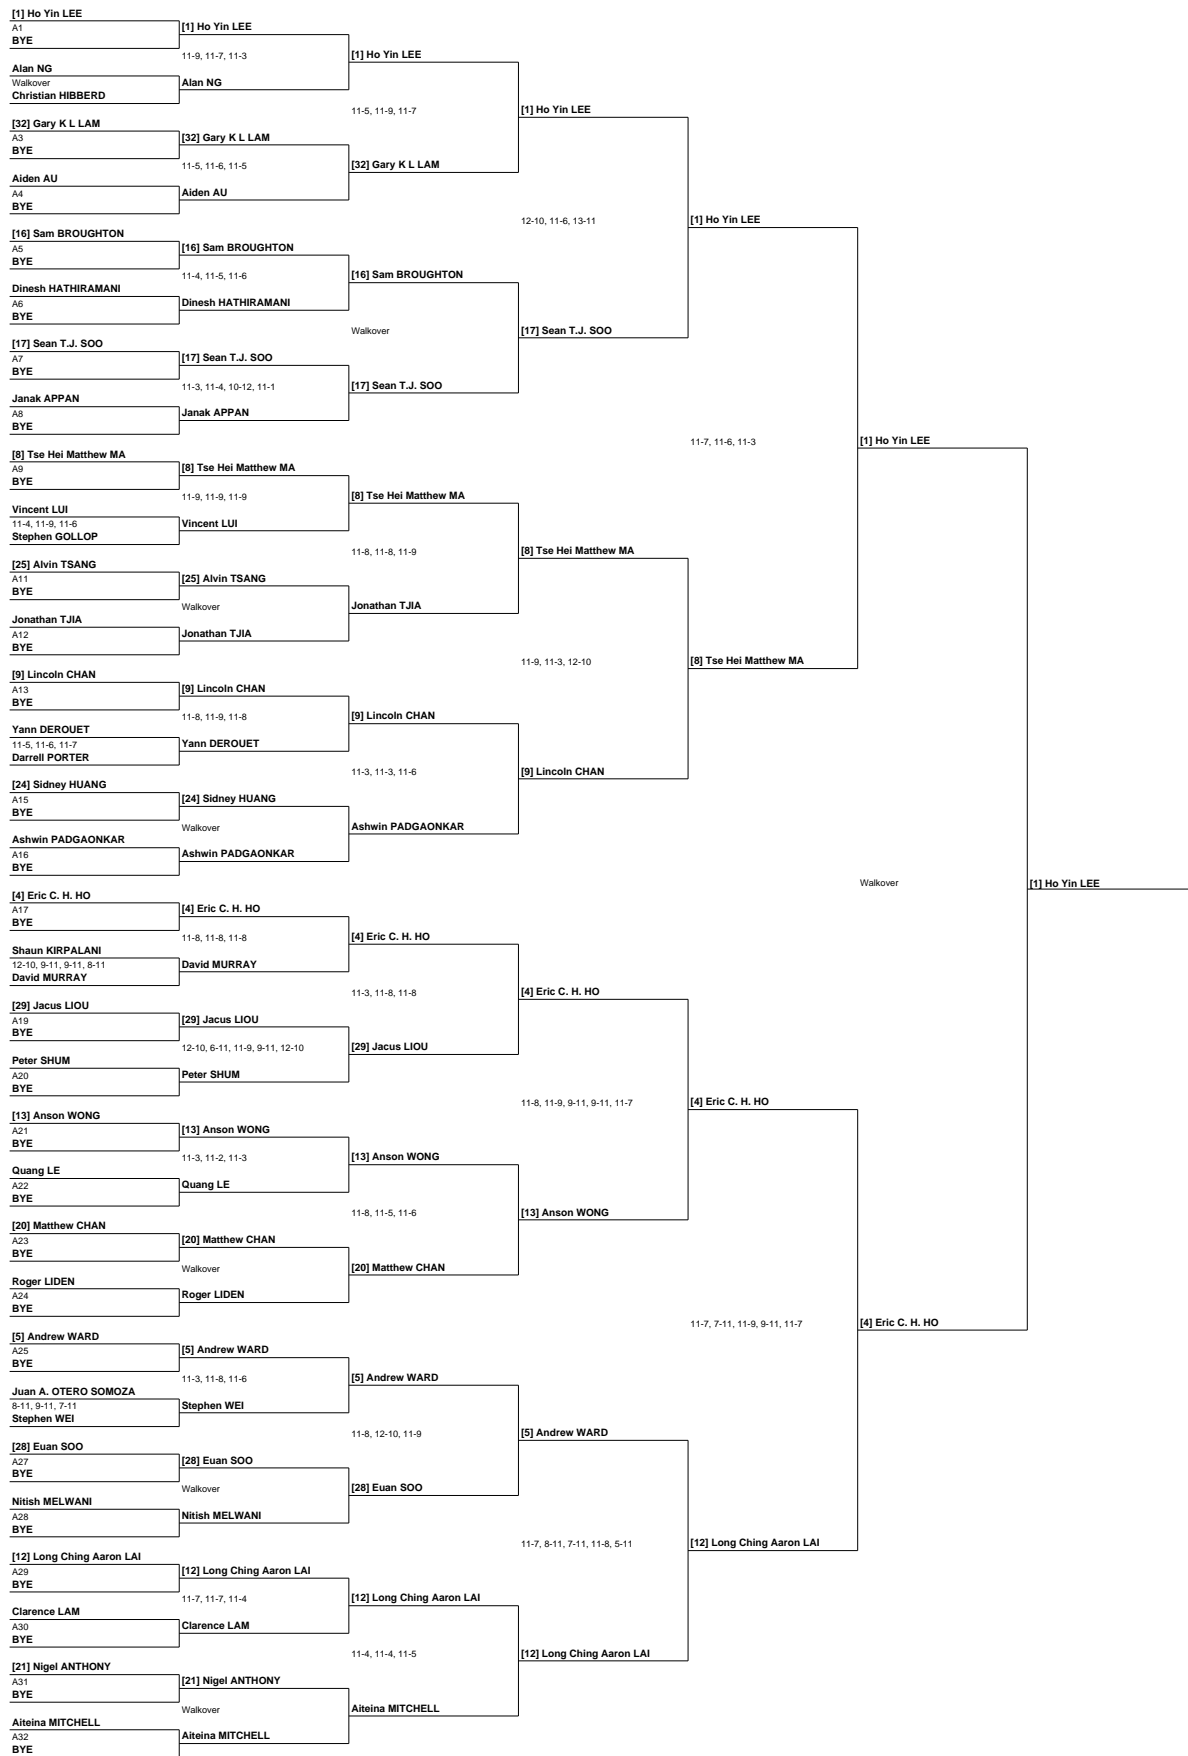 [1] Ho Yin LEE
A1
BYE
Alan NG
Walkover
Christian HIBBERD
[32] Gary K L LAM
A3
BYE
Aiden AU
A4
BYE
[16] Sam BROUGHTON
A5
BYE
Dinesh HATHIRAMANI
A6
BYE
[17] Sean T.J. SOO
A7
BYE
Janak APPAN
A8
BYE
[8] Tse Hei Matthew MA
A9
BYE
Vincent LUI
11-4, 11-9, 11-6
Stephen GOLLOP
[25] Alvin TSANG
A11
BYE
Jonathan TJIA
A12
BYE
[9] Lincoln CHAN
A13
BYE
Yann DEROUET
11-5, 11-6, 11-7
Darrell PORTER
[24] Sidney HUANG
A15
BYE
Ashwin PADGAONKAR
A16
BYE
[4] Eric C. H. HO
A17
BYE
Shaun KIRPALANI
12-10, 9-11, 9-11, 8-11
David MURRAY
[29] Jacus LIOU
A19
BYE
Peter SHUM
A20
BYE
[13] Anson WONG
A21
BYE
Quang LE
A22
BYE
[20] Matthew CHAN
A23
BYE
Roger LIDEN
A24
BYE
[5] Andrew WARD
A25
BYE
Juan A. OTERO SOMOZA
8-11, 9-11, 7-11
Stephen WEI
[28] Euan SOO
A27
BYE
Nitish MELWANI
A28
BYE
[12] Long Ching Aaron LAI
A29
BYE
Clarence LAM
A30
BYE
[21] Nigel ANTHONY
A31
BYE
Aiteina MITCHELL
A32
BYE
[1] Ho Yin LEE
11-9, 11-7, 11-3
Alan NG
[32] Gary K L LAM
11-5, 11-6, 11-5
Aiden AU
[16] Sam BROUGHTON
11-4, 11-5, 11-6
Dinesh HATHIRAMANI
[17] Sean T.J. SOO
11-3, 11-4, 10-12, 11-1
Janak APPAN
[8] Tse Hei Matthew MA
11-9, 11-9, 11-9
Vincent LUI
[25] Alvin TSANG
Walkover
Jonathan TJIA
[9] Lincoln CHAN
11-8, 11-9, 11-8
Yann DEROUET
[24] Sidney HUANG
Walkover
Ashwin PADGAONKAR
[4] Eric C. H. HO
11-8, 11-8, 11-8
David MURRAY
[29] Jacus LIOU
12-10, 6-11, 11-9, 9-11, 12-10
Peter SHUM
[13] Anson WONG
11-3, 11-2, 11-3
Quang LE
[20] Matthew CHAN
Walkover
Roger LIDEN
[5] Andrew WARD
11-3, 11-8, 11-6
Stephen WEI
[28] Euan SOO
Walkover
Nitish MELWANI
[12] Long Ching Aaron LAI
11-7, 11-7, 11-4
Clarence LAM
[21] Nigel ANTHONY
Walkover
Aiteina MITCHELL
[1] Ho Yin LEE
11-5, 11-9, 11-7
[32] Gary K L LAM
[16] Sam BROUGHTON
Walkover
[17] Sean T.J. SOO
[8] Tse Hei Matthew MA
11-8, 11-8, 11-9
Jonathan TJIA
[9] Lincoln CHAN
11-3, 11-3, 11-6
Ashwin PADGAONKAR
[4] Eric C. H. HO
11-3, 11-8, 11-8
[29] Jacus LIOU
[13] Anson WONG
11-8, 11-5, 11-6
[20] Matthew CHAN
[5] Andrew WARD
11-8, 12-10, 11-9
[28] Euan SOO
[12] Long Ching Aaron LAI
11-4, 11-4, 11-5
Aiteina MITCHELL
[1] Ho Yin LEE
12-10, 11-6, 13-11
[17] Sean T.J. SOO
[8] Tse Hei Matthew MA
11-9, 11-3, 12-10
[9] Lincoln CHAN
[4] Eric C. H. HO
11-8, 11-9, 9-11, 9-11, 11-7
[13] Anson WONG
[5] Andrew WARD
11-7, 8-11, 7-11, 11-8, 5-11
[12] Long Ching Aaron LAI
[1] Ho Yin LEE
11-7, 11-6, 11-3
[8] Tse Hei Matthew MA
[4] Eric C. H. HO
11-7, 7-11, 11-9, 9-11, 11-7
[12] Long Ching Aaron LAI
[1] Ho Yin LEE
Walkover
[4] Eric C. H. HO
[1] Ho Yin LEE